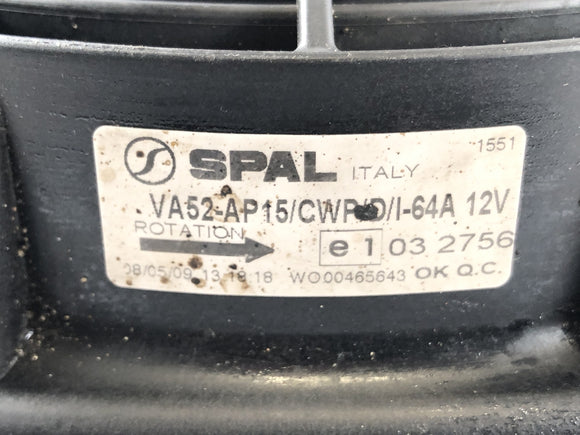 1551
SPAL ITALY
VA52-AP15/CWP/D/I-64A 12V
ROTATION
e 1 03 2756
08/05/09 13:18:18 WO00465643 OK Q.C.